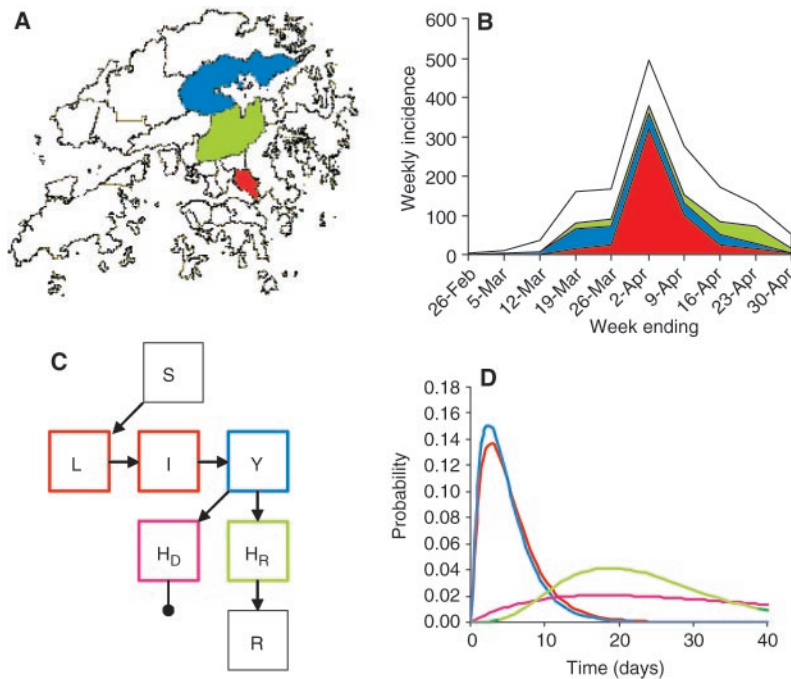 A
B
600
500
400
300
200
100
0
Weekly incidence
26-Feb
5-Mar
12-Mar
19-Mar
26-Mar
2-Apr
9-Apr
16-Apr
23-Apr
30-Apr
Week ending
C
S
L
I
Y
H_D
H_R
R
D
0.18
0.16
0.14
0.12
0.10
0.08
0.06
0.04
0.02
0.00
Probability
0
10
20
30
40
Time (days)